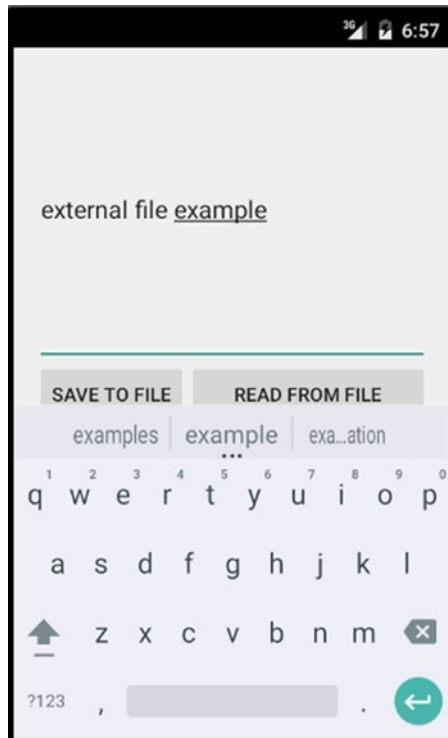 3G 6:57
external file example
SAVE TO FILE READ FROM FILE
examples example exa...ation
1 2 3 4 5 6 7 8 9 0
q w e r t y u i o p
a s d f g h j k l
z x c v b n m
?123 , .